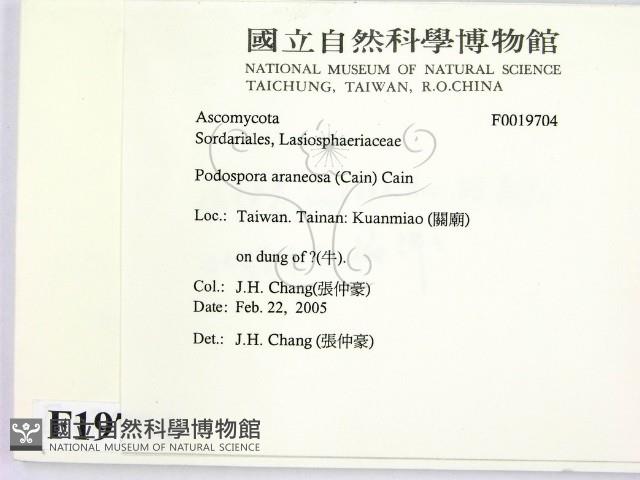 國立自然科學博物館
NATIONAL MUSEUM OF NATURAL SCIENCE
TAICHUNG, TAIWAN, R.O.CHINA
Ascomycota F0019704
Sordariales, Lasiosphaeriaceae
Podospora araneosa (Cain) Cain
Loc.: Taiwan. Tainan: Kuanmiao (關廟)
on dung of ?(牛).
Col.: J.H. Chang(張仲豪)
Date: Feb. 22, 2005
Det.: J.H. Chang (張仲豪)
F19
國立自然科學博物館
NATIONAL MUSEUM OF NATURAL SCIENCE